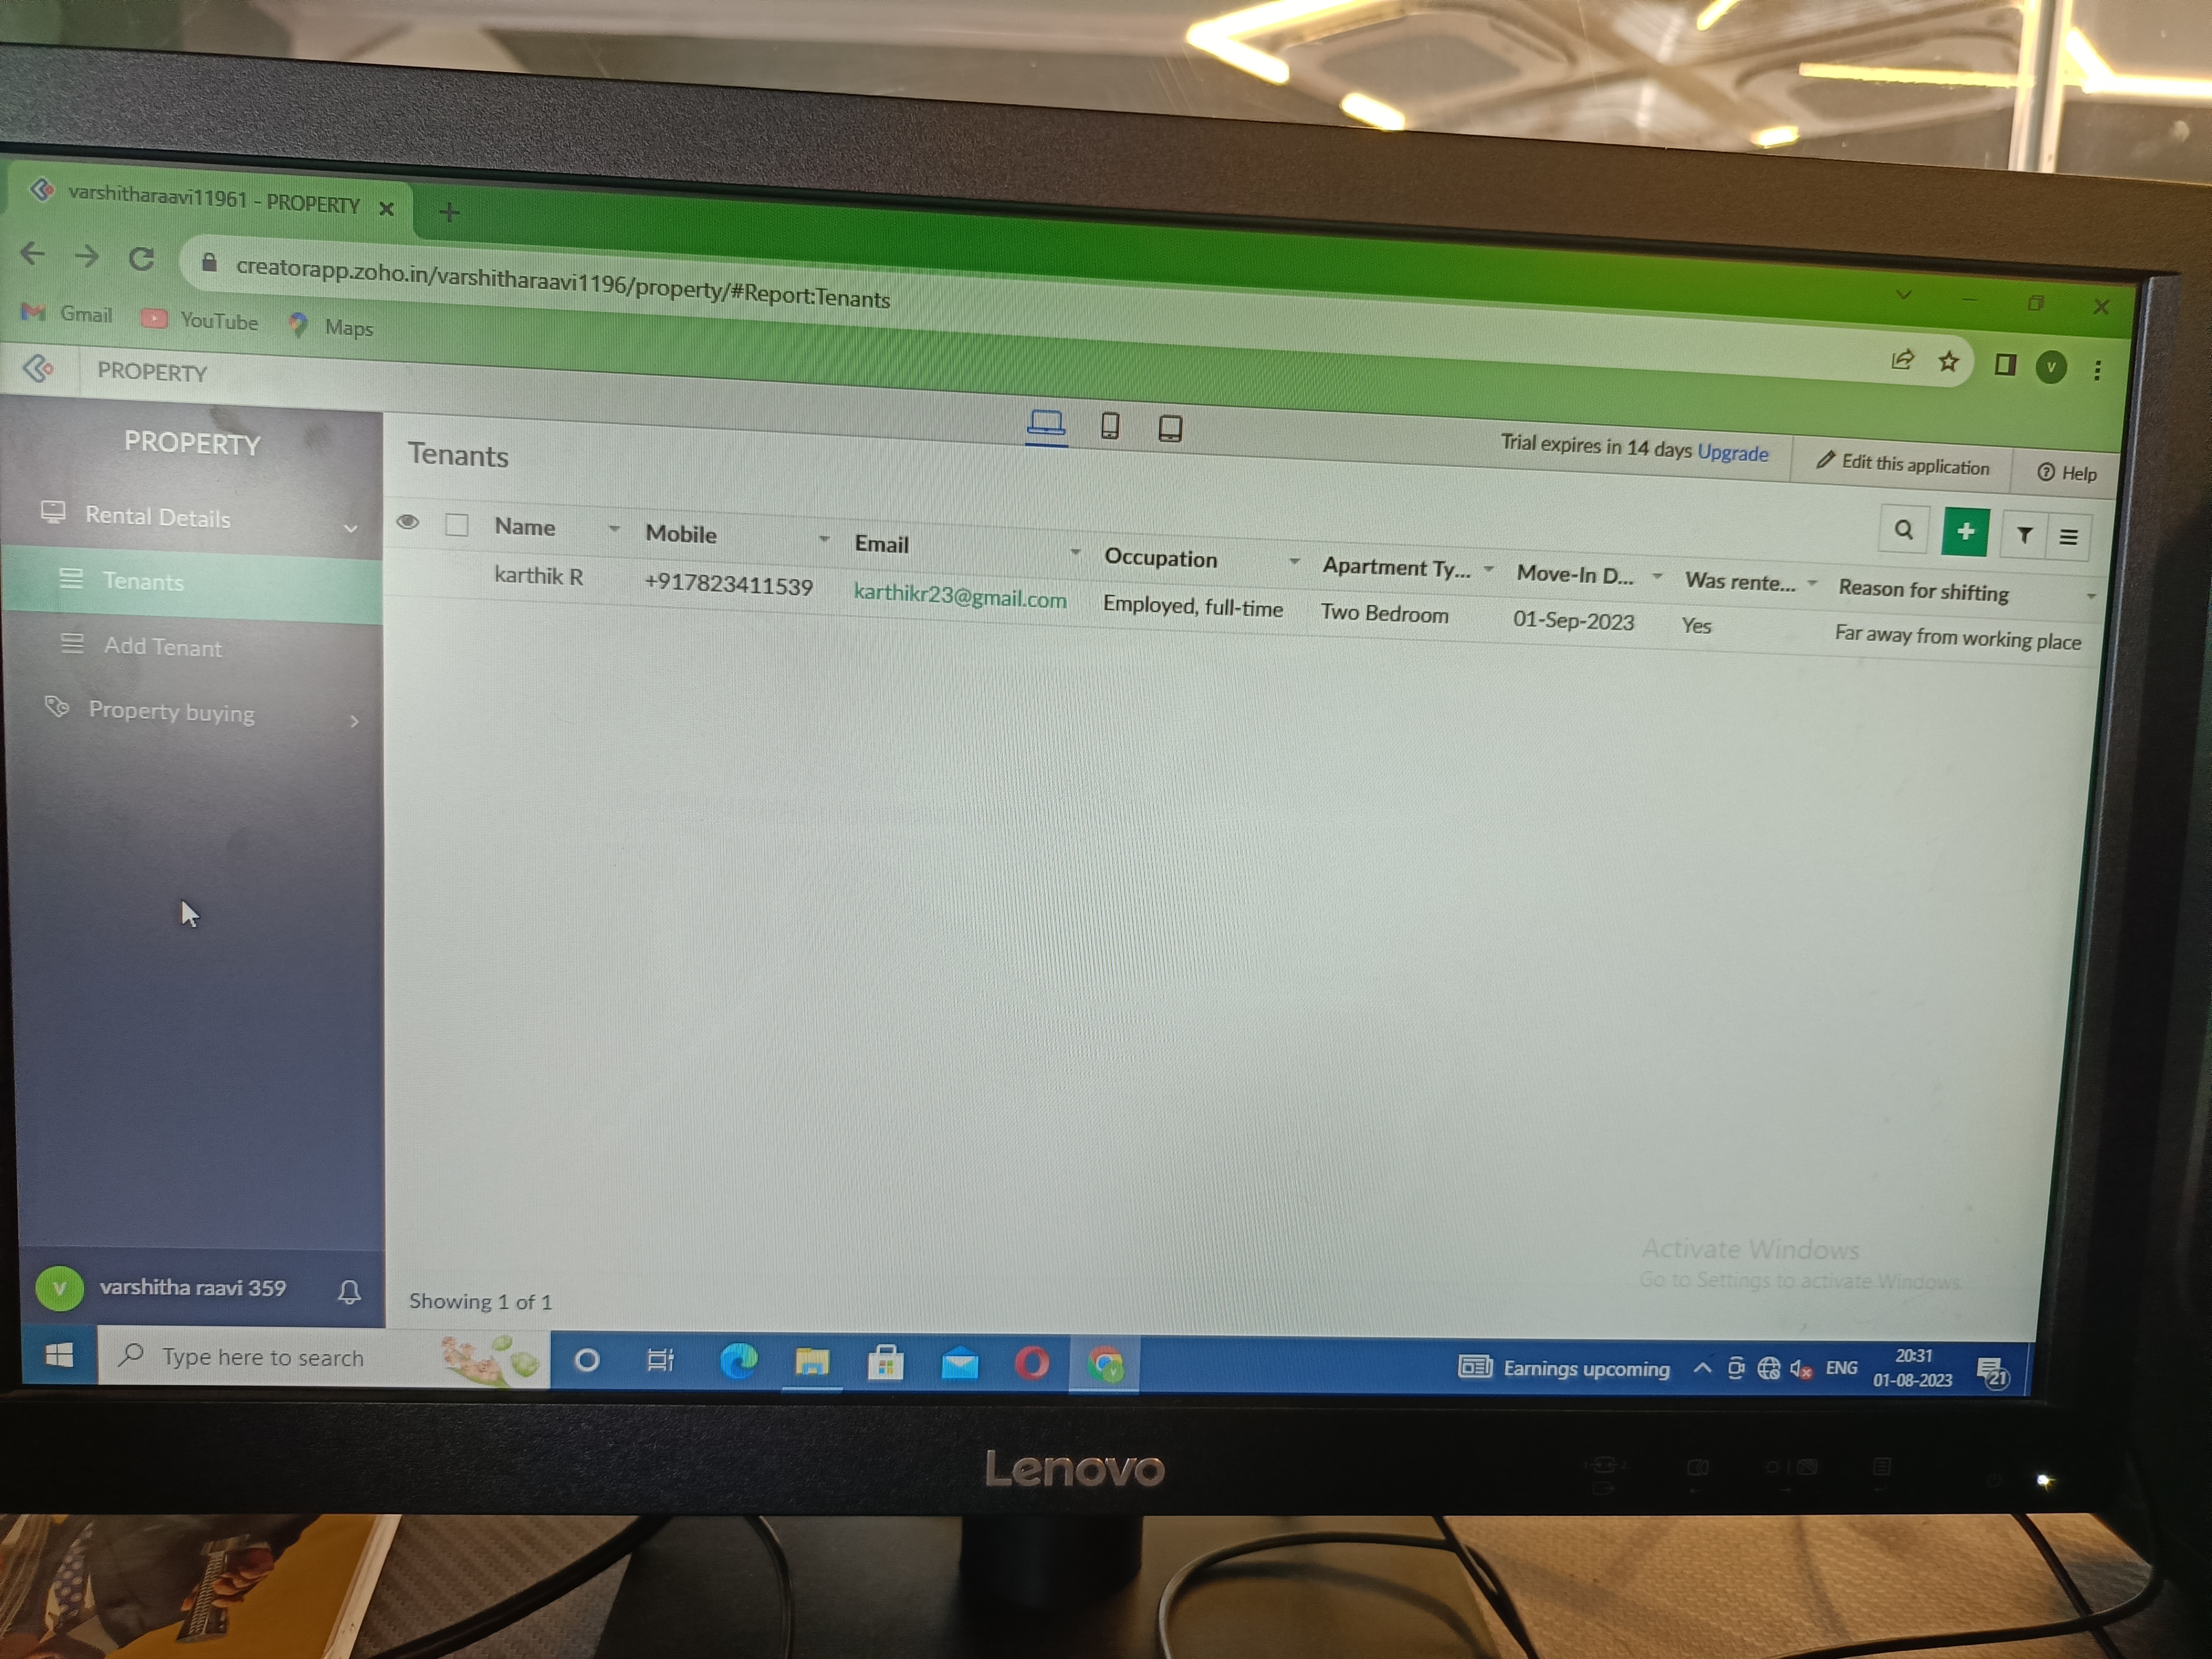 varshitharaavi11961 - PROPERTY
creatorapp.zoho.in/varshitharaavi1196/property/#Report:Tenants
Gmail YouTube Maps
V
PROPERTY
Trial expires in 14 days Upgrade Edit this application Help
PROPERTY
Rental Details
Tenants
Add Tenant
Property buying
Tenants
Name Mobile Email Occupation Apartment Ty... Move-In D... Was rente... Reason for shifting
karthik R +917823411539 karthikr23@gmail.com Employed, full-time Two Bedroom 01-Sep-2023 Yes Far away from working place
Activate Windows
Go to Settings to activate Windows.
V varshitha raavi 359
Showing 1 of 1
Type here to search
Earnings upcoming ENG 20:31
01-08-2023 21
Lenovo